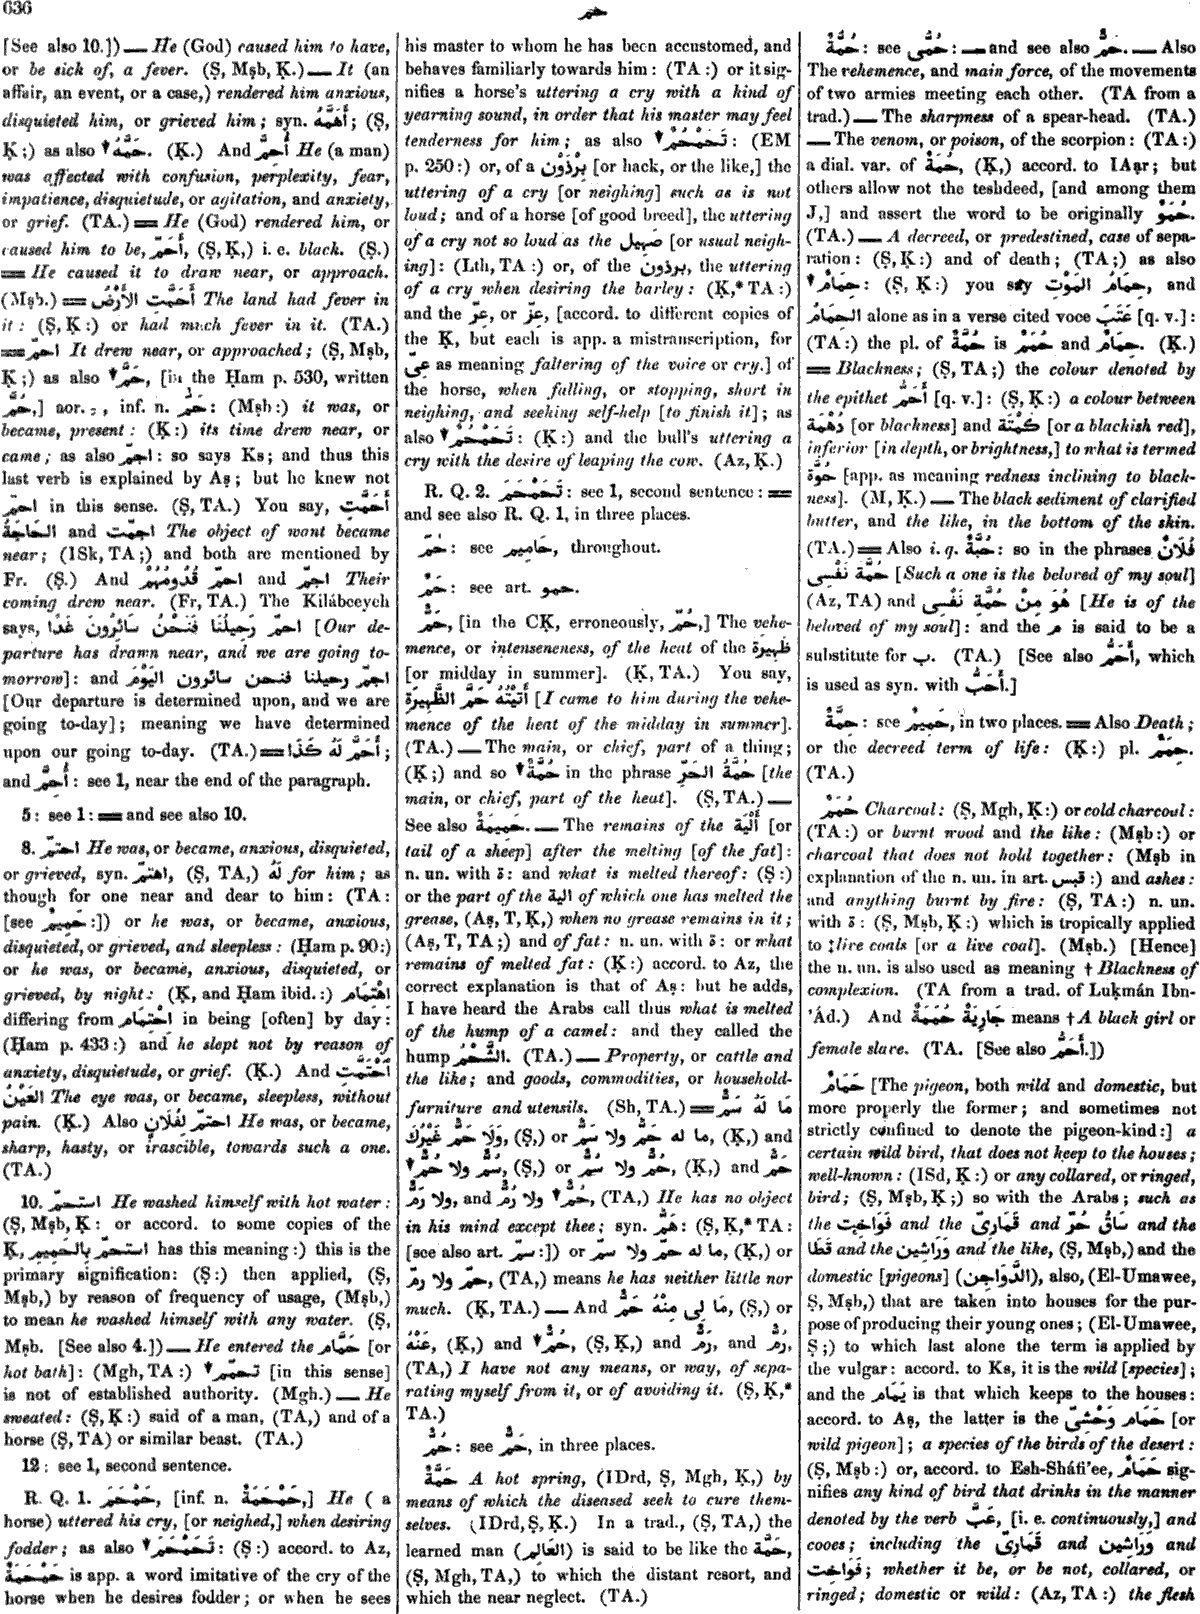 636
حمر
[See also 10.]) — He (God) caused him to have,
or be sick of, a fever. (Ṣ, Mṣb, Ḳ.) — It (an
affair, an event, or a case,) rendered him anxious,
disquieted him, or grieved him; syn. أَهَمَّهُ; (Ṣ,
Ḳ;) as also ▼ حَمَّهُ. (Ḳ.) And أُحِمَّ He (a man)
was affected with confusion, perplexity, fear,
impatience, disquietude, or agitation, and anxiety,
or grief. (TA.) = He (God) rendered him, or
caused him to be, أَحَمّ, (Ṣ, Ḳ,) i. e. black. (Ṣ.)
= He caused it to draw near, or approach.
(Mṣb.) = أَحَمَّتِ الأَرْضُ The land had fever in
it: (Ṣ, Ḳ:) or had much fever in it. (TA.)
= احمّ It drew near, or approached; (Ṣ, Mṣb,
Ḳ;) as also ▼ حَمَّ, [in the Ḥam p. 530, written
حُمَّ,] aor. ـِ, inf. n. حَمٌّ: (Mṣb:) it was, or
became, present: (Ḳ:) its time drew near, or
came; as also اجمّ: so says Ks; and thus this
last verb is explained by Aṣ; but he knew not
احمّ in this sense. (Ṣ, TA.) You say, أَحَمَّتِ
الحَاجَةُ and اجمّت The object of want became
near; (ISk, TA;) and both are mentioned by
Fr. (Ṣ.) And احمّ قُدُومُهُمْ and اجمّ Their
coming drew near. (Fr, TA.) The Kilábeeyeh
says, احمّ رَحِيلُنَا فَنَحْنُ سَائِرُونَ غَدًا [Our de-
parture has drawn near, and we are going to-
morrow]: and اجمّ رحيلنا فنحن سائرون اليَوْمَ
[Our departure is determined upon, and we are
going to-day]; meaning we have determined
upon our going to-day. (TA.) = أَحَمَّ لَهُ كَذَا;
and أُحِمَّ: see 1, near the end of the paragraph.
5: see 1: = and see also 10.
8. احتمّ He was, or became, anxious, disquieted,
or grieved, syn. اهتمّ, (Ṣ, TA,) لَهُ for him; as
though for one near and dear to him: (TA:
[see حَمِيمٌ:]) or he was, or became, anxious,
disquieted, or grieved, and sleepless: (Ḥam p. 90:)
or he was, or became, anxious, disquieted, or
grieved, by night: (Ḳ, and Ḥam ibid.:) اهْتِمَام
differing from احْتِمَام in being [often] by day:
(Ḥam p. 433:) and he slept not by reason of
anxiety, disquietude, or grief. (Ḳ.) And اِحْتَمَّتِ
العَيْنُ The eye was, or became, sleepless, without
pain. (Ḳ.) Also احتمّ لِفُلَانٍ He was, or became,
sharp, hasty, or irascible, towards such a one.
(TA.)
10. استحمّ He washed himself with hot water:
(Ṣ, Mṣb, Ḳ: or accord. to some copies of the
Ḳ, استحمّ بِالحَمِيمِ has this meaning:) this is the
primary signification: (Ṣ:) then applied, (Ṣ,
Mṣb,) by reason of frequency of usage, (Mṣb,)
to mean he washed himself with any water. (Ṣ,
Mṣb. [See also 4.]) — He entered the حَمَّام [or
hot bath]: (Mgh, TA:) ▼ تحمّم [in this sense]
is not of established authority. (Mgh.) — He
sweated: (Ṣ, Ḳ:) said of a man, (TA,) and of a
horse (Ṣ, TA) or similar beast. (TA.)
12: see 1, second sentence.
R. Q. 1. حَمْحَمَ, [inf. n. حَمْحَمَةٌ,] He ( a
horse) uttered his cry, [or neighed,] when desiring
fodder; as also ▼ تَحَمْحَمَ: (Ṣ:) accord. to Az,
حَمْحَمَةٌ is app. a word imitative of the cry of the
horse when he desires fodder; or when he sees
his master to whom he has been accustomed, and
behaves familiarly towards him: (TA:) or it sig-
nifies a horse's uttering a cry with a kind of
yearning sound, in order that his master may feel
tenderness for him; as also ▼ تَحَمْحُمٌ: (EM
p. 250:) or, of a بِرْذَوْن [or hack, or the like,] the
uttering of a cry [or neighing] such as is not
loud; and of a horse [of good breed], the uttering
of a cry not so loud as the صَهِيل [or usual neigh-
ing]: (Lth, TA:) or, of the برذون, the uttering
of a cry when desiring the barley: (Ḳ,* TA:)
and the عَرّ, or عِزّ, [accord. to different copies of
the Ḳ, but each is app. a mistranscription, for
عِىّ as meaning faltering of the voice or cry,] of
the horse, when falling, or stopping, short in
neighing, and seeking self-help [to finish it]; as
also ▼ تَحَمْحُمٌ: (Ḳ:) and the bull's uttering a
cry with the desire of leaping the cow. (Az, Ḳ.)
R. Q. 2. تَحَمْحَمَ: see 1, second sentence: =
and see also R. Q. 1, in three places.
حٰمٓ: see حَامِيم, throughout.
حَمٌ: see art. حمو.
حَمٌّ, [in the CḲ, erroneously, حُمّ,] The vehe-
mence, or intenseness, of the heat of the ظَهِيرَة
[or midday in summer]. (Ḳ, TA.) You say,
أَتَيْتُهُ حَمَّ الظَّهِيرَةِ [I came to him during the vehe-
mence of the heat of the midday in summer].
(TA.) — The main, or chief, part of a thing;
(Ḳ;) and so ▼ حُمَّةٌ in the phrase حُمَّةُ الحَرِّ [the
main, or chief, part of the heat]. (Ṣ, TA.) —
See also حَمِيمَةٌ. — The remains of the أَلْيَة [or
tail of a sheep] after the melting [of the fat]:
n. un. with ة: and what is melted thereof: (Ṣ:)
or the part of the الية of which one has melted the
grease, (Aṣ, T, Ḳ,) when no grease remains in it;
(Aṣ, T, TA;) and of fat: n. un. with ة: or what
remains of melted fat: (Ḳ:) accord. to Az, the
correct explanation is that of Aṣ: but he adds,
I have heard the Arabs call thus what is melted
of the hump of a camel: and they called the
hump الشَّحْمُ. (TA.) — Property, or cattle and
the like; and goods, commodities, or household-
furniture and utensils. (Sh, TA.) = مَا لَهُ سَمٌّ
وَلَا حَمٌّ غَيْرُكَ, (Ṣ,) or ما له حَمٌّ ولا سَمٌّ, (Ḳ,) and
▼ سُمٌّ ولا حُمٌّ, (Ṣ,) or حُمٌّ ولا سُمٌّ, (Ḳ,) and حَمٌّ
ولا رَمٌّ, and ▼ حُمٌّ ولا رُمٌّ, (TA,) He has no object
in his mind except thee; syn. هَمٌّ: (Ṣ, Ḳ,* TA:
[see also art. سمّ:]) or ما له حم ولا سمّ, (Ḳ,) or
حمّ ولا رمّ, (TA,) means he has neither little nor
much. (Ḳ, TA.) — And مَا لِى مِنْهُ حَمٌّ, (Ṣ,) or
عَنْهُ, (Ḳ,) and ▼ حُمٌّ, (Ṣ, Ḳ,) and رَمٌّ, and رُمٌّ,
(TA,) I have not any means, or way, of sepa-
rating myself from it, or of avoiding it. (Ṣ, Ḳ,*
TA.)
حُمٌّ: see حَمٌّ, in three places.
حَمَّةٌ A hot spring, (IDrd, Ṣ, Mgh, Ḳ,) by
means of which the diseased seek to cure them-
selves. (IDrd, Ṣ, Ḳ.) In a trad., (Ṣ, TA,) the
learned man (العَالِم) is said to be like the حَمَّة,
(Ṣ, Mgh, TA,) to which the distant resort, and
which the near neglect. (TA.)
حُمَّةٌ: see حُمَّى: — and see also حَمٌّ. — Also
The vehemence, and main force, of the movements
of two armies meeting each other. (TA from a
trad.) — The sharpness of a spear-head. (TA.)
— The venom, or poison, of the scorpion: (TA:)
a dial. var. of حُمَةٌ, (Ḳ,) accord. to IAạr; but
others allow not the teshdeed, [and among them
J,] and assert the word to be originally حُمَوٌ.
(TA.) — A decreed, or predestined, case of sepa-
ration: (Ṣ, Ḳ:) and of death; (TA;) as also
▼ حِمَامٌ: (Ṣ, Ḳ:) you say حِمَامُ المَوْتِ, and
الحِمَامُ alone as in a verse cited voce عَتَبَ [q. v.]:
(TA:) the pl. of حُمَّةٌ is حُمَمٌ and حِمَامٌ. (Ḳ.)
= Blackness; (Ṣ, TA;) the colour denoted by
the epithet أَحَمُّ [q. v.]: (Ṣ, Ḳ:) a colour between
دُهْمَة [or blackness] and كُمْتَة [or a blackish red],
inferior [in depth, or brightness,] to what is termed
حُوَّة [app. as meaning redness inclining to black-
ness]. (M, Ḳ.) — The black sediment of clarified
butter, and the like, in the bottom of the skin.
(TA.) = Also i. q. حُبَّةٌ: so in the phrases فُلَانٌ
حُمَّةُ نَفْسِى [Such a one is the beloved of my soul]
(Az, TA) and هُوَ مِنْ حُمَّةِ نَفْسِى [He is of the
beloved of my soul]: and the م is said to be a
substitute for ب. (TA.) [See also أَحَمُّ, which
is used as syn. with أَحَبُّ.]
حِمَّةٌ: see حَمِيمٌ, in two places. = Also Death;
or the decreed term of life: (Ḳ:) pl. حِمَمٌ.
(TA.)
حُمَمٌ Charcoal: (Ṣ, Mgh, Ḳ:) or cold charcoal:
(TA:) or burnt wood and the like: (Mṣb:) or
charcoal that does not hold together: (Mṣb in
explanation of the n. un. in art. قبس:) and ashes:
and anything burnt by fire: (Ṣ, TA:) n. un.
with ة: (Ṣ, Mṣb, Ḳ:) which is tropically applied
to ‡ live coals [or a live coal]. (Mṣb.) [Hence]
the n. un. is also used as meaning † Blackness of
complexion. (TA from a trad. of Luḳmán Ibn-
'Ád.) And جَارِيَةٌ حُمَمَةٌ means † A black girl or
female slave. (TA. [See also أَحَمُّ.])
حَمَامٌ [The pigeon, both wild and domestic, but
more properly the former; and sometimes not
strictly confined to denote the pigeon-kind:] a
certain wild bird, that does not keep to the houses;
well-known: (ISd, Ḳ:) or any collared, or ringed,
bird; (Ṣ, Mṣb, Ḳ;) so with the Arabs; such as
the فَوَاخِت and the قَمَارِىّ and سَاقُ حُرٍّ and the
قَطَا and the وَرَاشِين and the like, (Ṣ, Mṣb,) and the
domestic [pigeons] (الدَّوَاجِن), also, (El-Umawee,
Ṣ, Mṣb,) that are taken into houses for the pur-
pose of producing their young ones; (El-Umawee,
Ṣ;) to which last alone the term is applied by
the vulgar: accord. to Ks, it is the wild [species];
and the يَمَام is that which keeps to the houses:
accord. to Aṣ, the latter is the حَمَام وَحْشِىّ [or
wild pigeon]; a species of the birds of the desert:
(Ṣ, Mṣb:) or, accord. to Esh-Sháfi'ee, حَمَامٌ sig-
nifies any kind of bird that drinks in the manner
denoted by the verb عَبَّ, [i. e. continuously,] and
cooes; including the قَمَارِىّ and وَرَاشِين and
فَوَاخِت; whether it be, or be not, collared, or
ringed; domestic or wild: (Az, TA:) the flesh